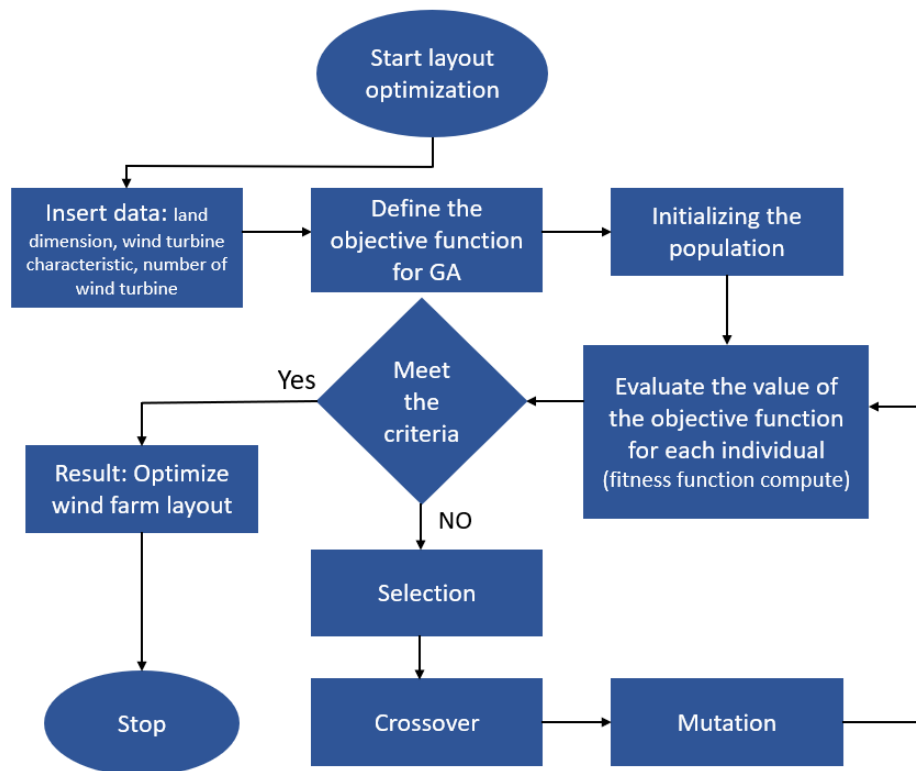 Start layout
optimization
Insert data: land
dimension, wind turbine
characteristic, number of
wind turbine
Define the
objective function
for GA
Initializing the
population
Evaluate the value of
the objective function
for each individual
(fitness function compute)
Meet
the
criteria
Yes
Result: Optimize
wind farm layout
Stop
NO
Selection
Crossover
Mutation